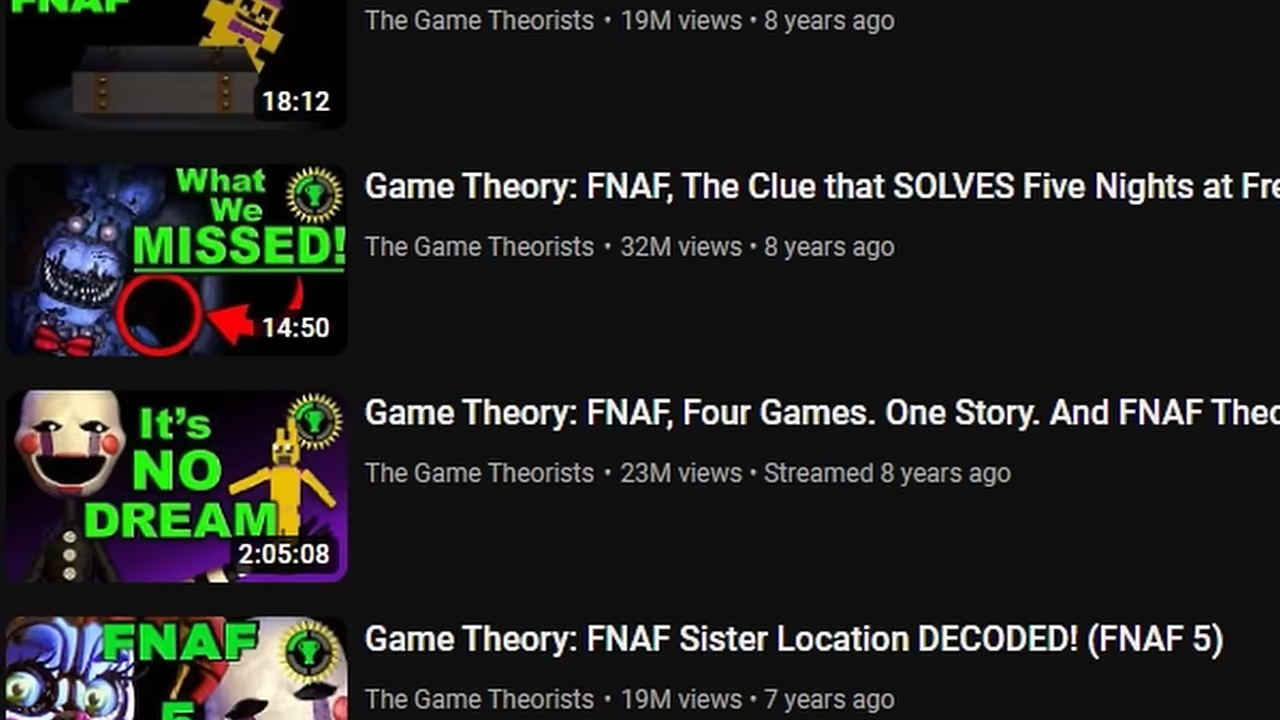 FNAF
The Game Theorists • 19M views • 8 years ago
18:12
What
We
MISSED!
14:50
Game Theory: FNAF, The Clue that SOLVES Five Nights at Fre
The Game Theorists • 32M views • 8 years ago
It's
NO
DREAM
2:05:08
Game Theory: FNAF, Four Games. One Story. And FNAF Theo
The Game Theorists • 23M views • Streamed 8 years ago
FNAF
5
Game Theory: FNAF Sister Location DECODED! (FNAF 5)
The Game Theorists • 19M views • 7 years ago